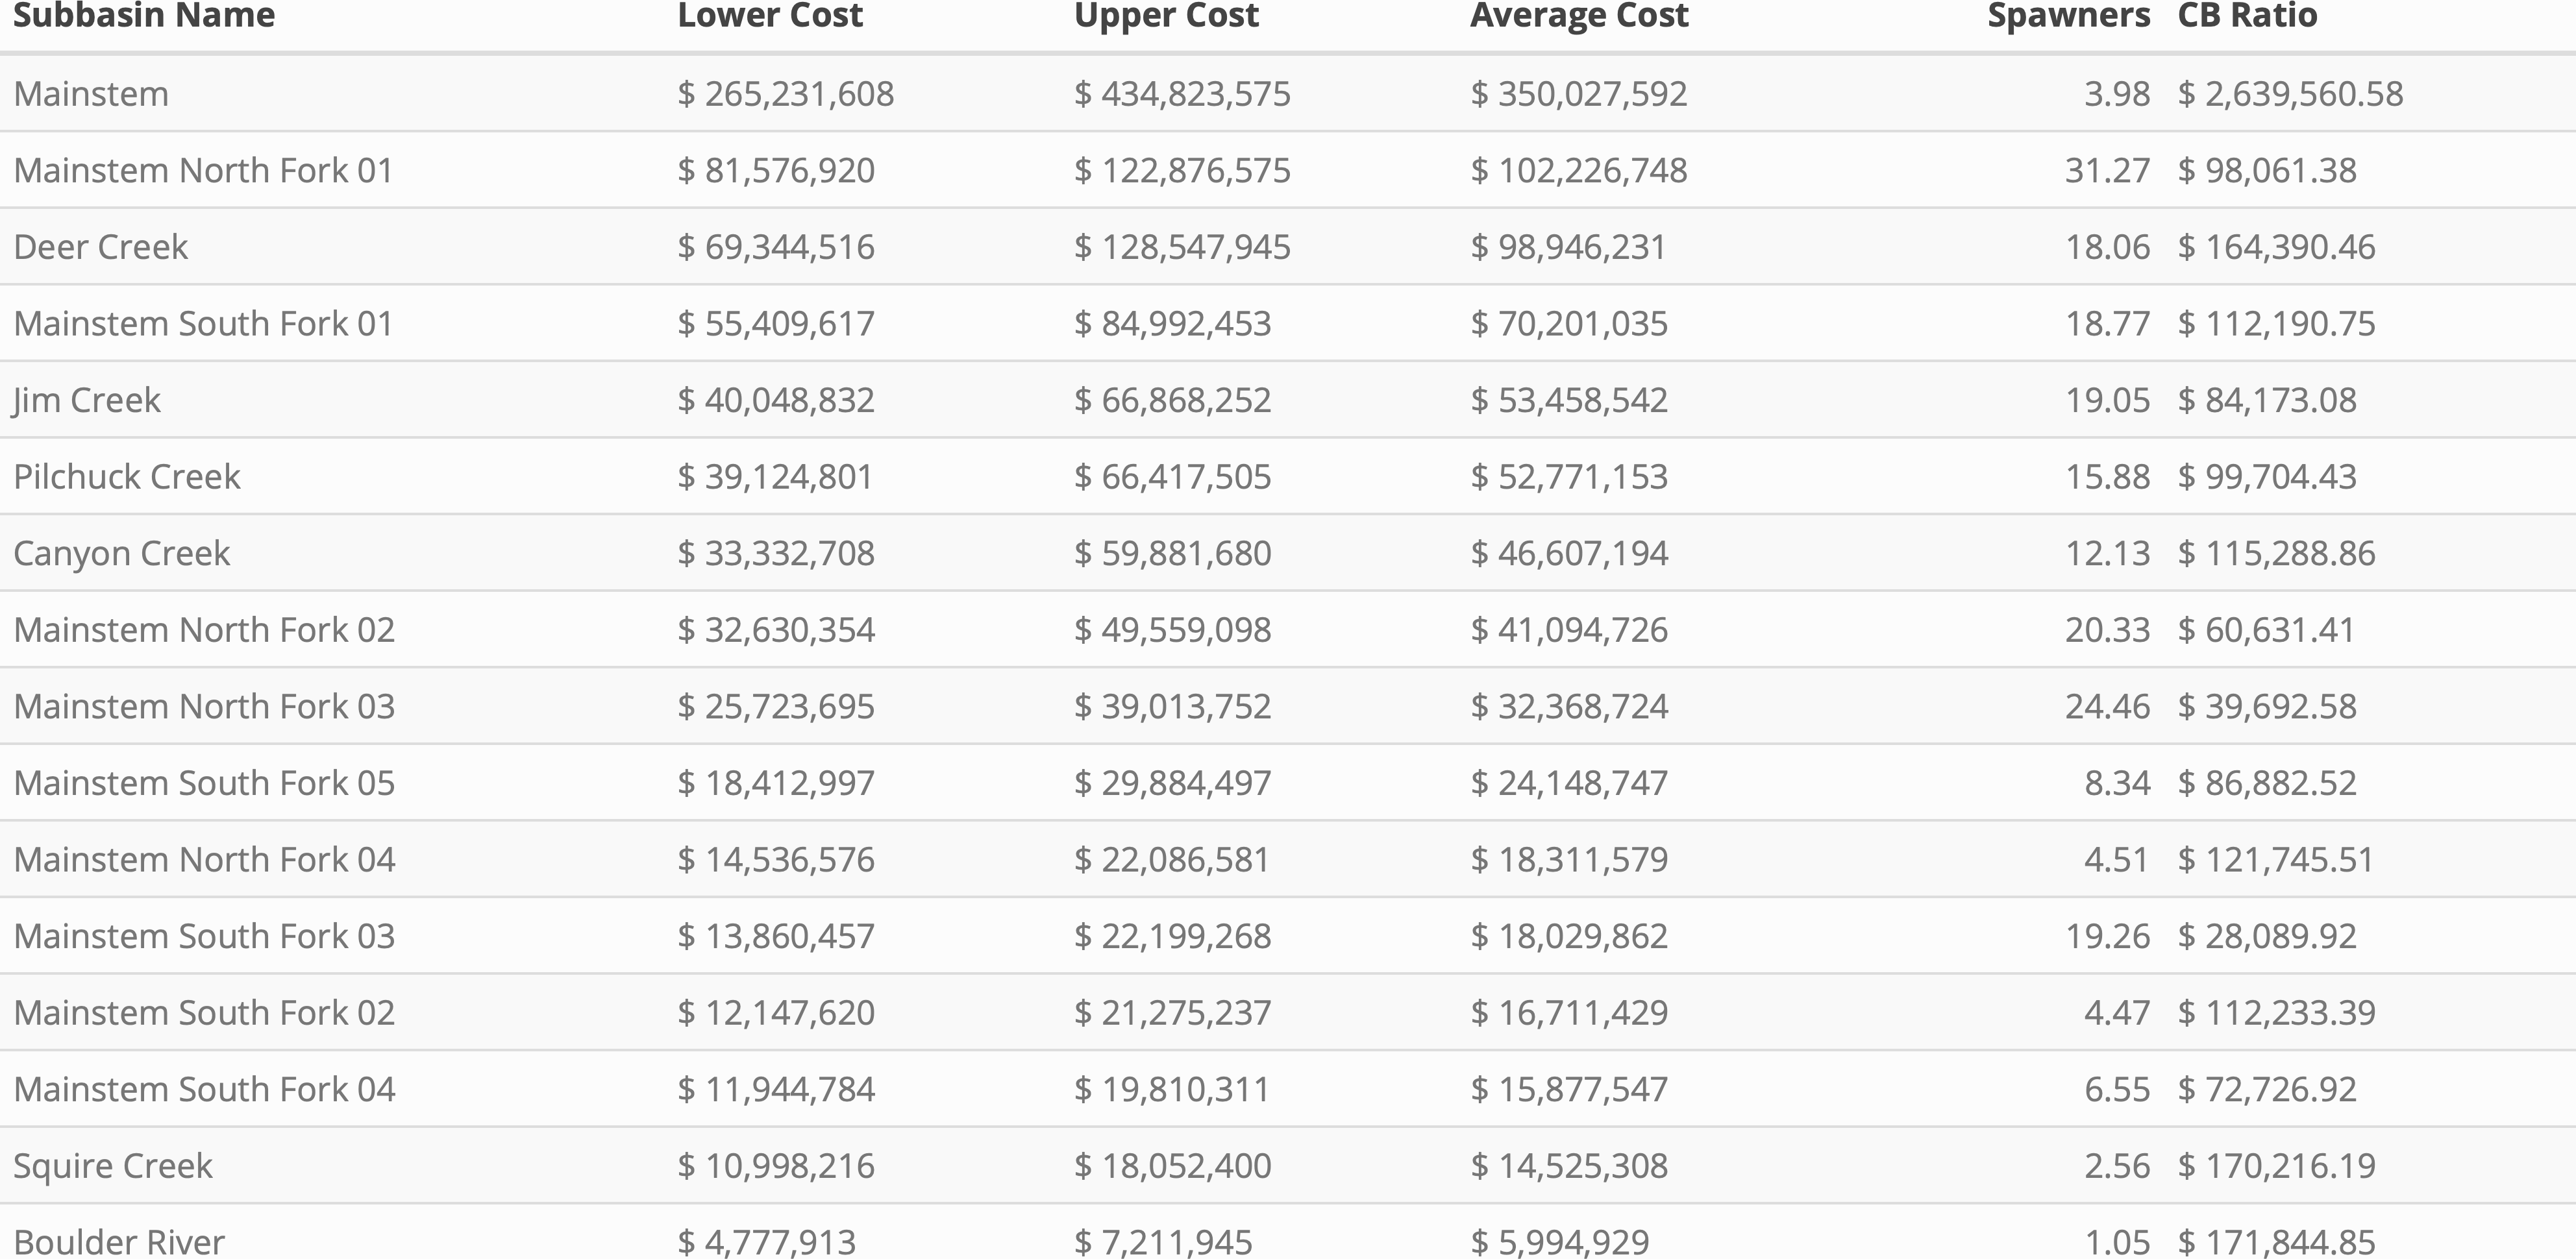 Subbasin Name Lower Cost Upper Cost Average Cost Spawners CB Ratio
Mainstem $ 265,231,608 $ 434,823,575 $ 350,027,592 3.98 $ 2,639,560.58
Mainstem North Fork 01 $ 81,576,920 $ 122,876,575 $ 102,226,748 31.27 $ 98,061.38
Deer Creek $ 69,344,516 $ 128,547,945 $ 98,946,231 18.06 $ 164,390.46
Mainstem South Fork 01 $ 55,409,617 $ 84,992,453 $ 70,201,035 18.77 $ 112,190.75
Jim Creek $ 40,048,832 $ 66,868,252 $ 53,458,542 19.05 $ 84,173.08
Pilchuck Creek $ 39,124,801 $ 66,417,505 $ 52,771,153 15.88 $ 99,704.43
Canyon Creek $ 33,332,708 $ 59,881,680 $ 46,607,194 12.13 $ 115,288.86
Mainstem North Fork 02 $ 32,630,354 $ 49,559,098 $ 41,094,726 20.33 $ 60,631.41
Mainstem North Fork 03 $ 25,723,695 $ 39,013,752 $ 32,368,724 24.46 $ 39,692.58
Mainstem South Fork 05 $ 18,412,997 $ 29,884,497 $ 24,148,747 8.34 $ 86,882.52
Mainstem North Fork 04 $ 14,536,576 $ 22,086,581 $ 18,311,579 4.51 $ 121,745.51
Mainstem South Fork 03 $ 13,860,457 $ 22,199,268 $ 18,029,862 19.26 $ 28,089.92
Mainstem South Fork 02 $ 12,147,620 $ 21,275,237 $ 16,711,429 4.47 $ 112,233.39
Mainstem South Fork 04 $ 11,944,784 $ 19,810,311 $ 15,877,547 6.55 $ 72,726.92
Squire Creek $ 10,998,216 $ 18,052,400 $ 14,525,308 2.56 $ 170,216.19
Boulder River $ 4,777,913 $ 7,211,945 $ 5,994,929 1.05 $ 171,844.85